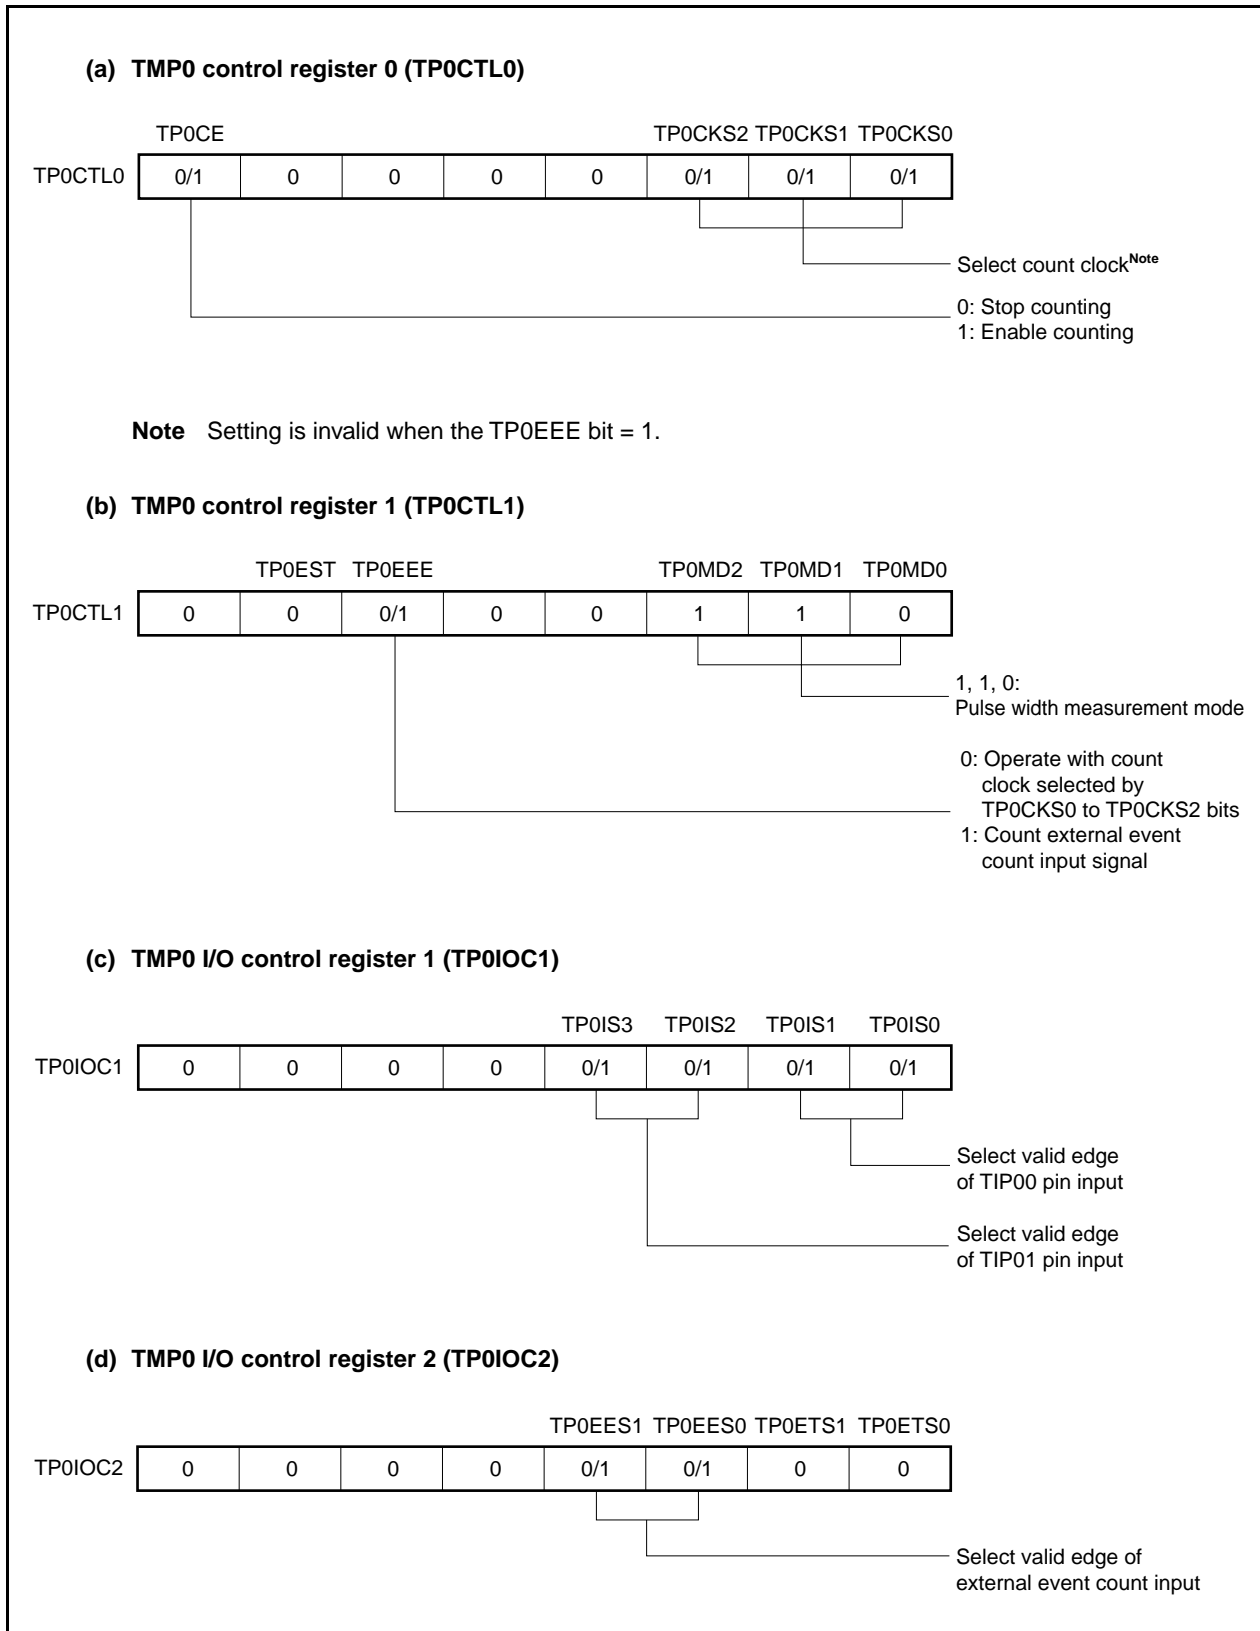 (a) TMP0 control register 0 (TP0CTL0)
TP0CE TP0CKS2 TP0CKS1 TP0CKS0
TP0CTL0 0/1 0 0 0 0 0/1 0/1 0/1
Select count clockNote
0: Stop counting
1: Enable counting
Note Setting is invalid when the TP0EEE bit = 1.
(b) TMP0 control register 1 (TP0CTL1)
TP0EST TP0EEE TP0MD2 TP0MD1 TP0MD0
TP0CTL1 0 0 0/1 0 0 1 1 0
1, 1, 0:
Pulse width measurement mode
0: Operate with count
clock selected by
TP0CKS0 to TP0CKS2 bits
1: Count external event
count input signal
(c) TMP0 I/O control register 1 (TP0IOC1)
TP0IS3 TP0IS2 TP0IS1 TP0IS0
TP0IOC1 0 0 0 0 0/1 0/1 0/1 0/1
Select valid edge
of TIP00 pin input
Select valid edge
of TIP01 pin input
(d) TMP0 I/O control register 2 (TP0IOC2)
TP0EES1 TP0EES0 TP0ETS1 TP0ETS0
TP0IOC2 0 0 0 0 0/1 0/1 0 0
Select valid edge of
external event count input